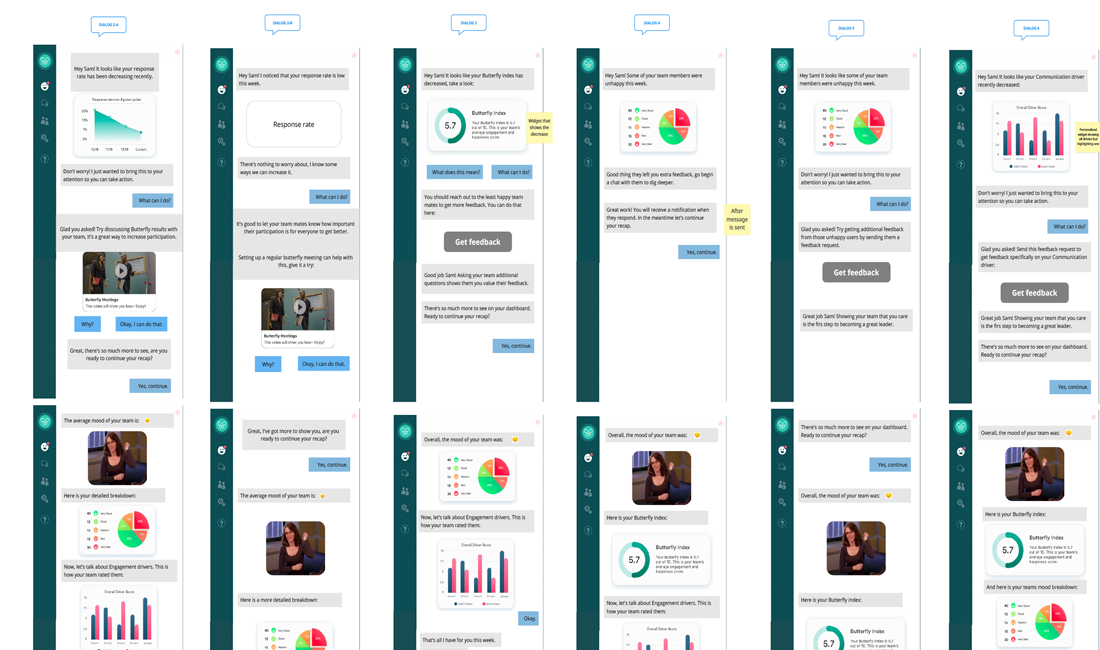 DIALOG 2-A
Hey Sam! It looks like your response
rate has been decreasing recently.
Response rate over 4 pulse cycles
Don't worry! I just wanted to bring this to your
attention so you can take action.
What can I do?
Glad you asked! Try discussing Butterfly results with
your team, it's a great way to increase participation.
Butterfly Meetings
This video will show you how- Enjoy!
Why?
Okay, I can do that.
Great, there's so much more to see, are you
ready to continue your recap?
Yes, continue.
The average mood of your team is:
Here is your detailed breakdown:
Now, let's talk about Engagement drivers. This is
how your team rated them:
Overall Driver Score
DIALOG 2-B
Hey Sam! I noticed that your response rate is low
this week.
Response rate
There's nothing to worry about, I know some
ways we can increase it.
What can I do?
It's good to let your team mates know how important
their participation is for everyone to get better.
Setting up a regular butterfly meeting can help with
this, give it a try:
Butterfly Meetings
This video will show you how- Enjoy!
Why?
Okay, I can do that.
Great, I've got more to show you, are you
ready to continue your recap?
Yes, continue.
The average mood of your team is:
Here is a more detailed breakdown:
DIALOG 3
Hey Sam! It looks like your Butterfly index has
decreased, take a look:
5.7
Butterfly Index
Your Butterfly Index is 5.7
out of 10. This is your team's
average engagement and
happiness score.
Widget that
shows the
decrease
What does this mean?
What can I do?
You should reach out to the least happy team
mates to get more feedback. You can do that
here:
Get feedback
Good job Sam! Asking your team additional
questions shows them you value their feedback.
There's so much more to see on your dashboard.
Ready to continue your recap?
Yes, continue.
Overall, the mood of your team was:
Now, let's talk about Engagement drivers. This is
how your team rated them:
Overall Driver Score
Okay.
That's all I have for you this week.
DIALOG 4
Hey Sam! Some of your team members were
unhappy this week.
Good thing they left you extra feedback, go begin
a chat with them to dig deeper.
Great work! You will receive a notification when
they respond. In the meantime let's continue
your recap.
After
message
is sent
Yes, continue.
Overall, the mood of your team was:
Here is your Butterfly index:
5.7
Butterfly Index
Your Butterfly Index is 5.7
out of 10. This is your team's
average engagement and
happiness score.
Now, let's talk about Engagement drivers. This is
how your team rated them:
Overall Driver Score
DIALOG 5
Hey Sam! It looks like some of your team
members were unhappy this week.
Don't worry! I just wanted to bring this to your
attention so you can take action.
What can I do?
Glad you asked! Try getting additional feedback
from those unhappy users by sending them a
feedback request.
Get feedback
Great job Sam! Showing your team that you care
is the firs step to becoming a great leader.
There's so much more to see on your dashboard.
Ready to continue your recap?
Yes, continue.
Overall, the mood of your team was:
Here is your Butterfly index:
5.7
Butterfly Index
Your Butterfly Index is 5.7
out of 10. This is your team's
average engagement and
DIALOG 6
Hey Sam! It looks like your Communication driver
recently decreased:
Overall Driver Score
Personalized
widget showing
all drivers but
highlighting one
Don't worry! I just wanted to bring this to your
attention so you can take action.
What can I do?
Glad you asked! Send this feedback request to
get feedback specifically on your Communication
driver:
Get feedback
Great job Sam! Showing your team that you care
is the firs step to becoming a great leader.
There's so much more to see on your dashboard.
Ready to continue your recap?
Yes, continue.
Overall, the mood of your team was:
Here is your Butterfly index:
5.7
Butterfly Index
Your Butterfly Index is 5.7
out of 10. This is your team's
average engagement and
happiness score.
And here is your teams mood breakdown: